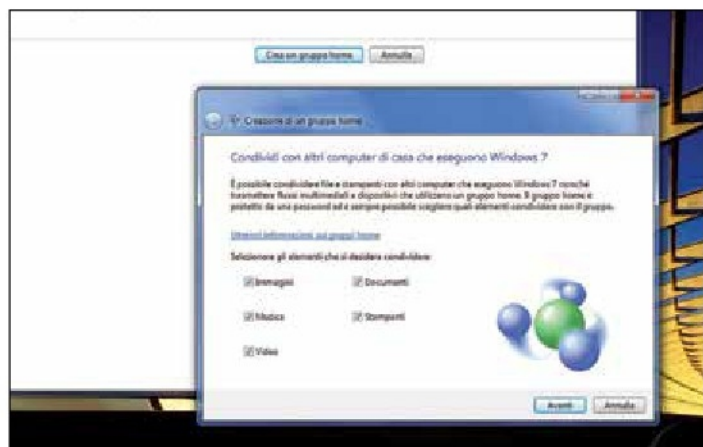 Crea un gruppo home Annulla
Creazione di un gruppo home
Condividi con altri computer di casa che eseguono Windows 7
È possibile condividere file e stampanti con altri computer che eseguono Windows 7 nonché
trasmettere flussi multimediali a dispositivi che utilizzano un gruppo home. Il gruppo home è
protetto da una password ed è sempre possibile scegliere quali elementi condividere con il gruppo.
Ulteriori informazioni sui gruppi home
Selezionare gli elementi che si desidera condividere:
Immagini Documenti
Musica Stampanti
Video
Avanti Annulla